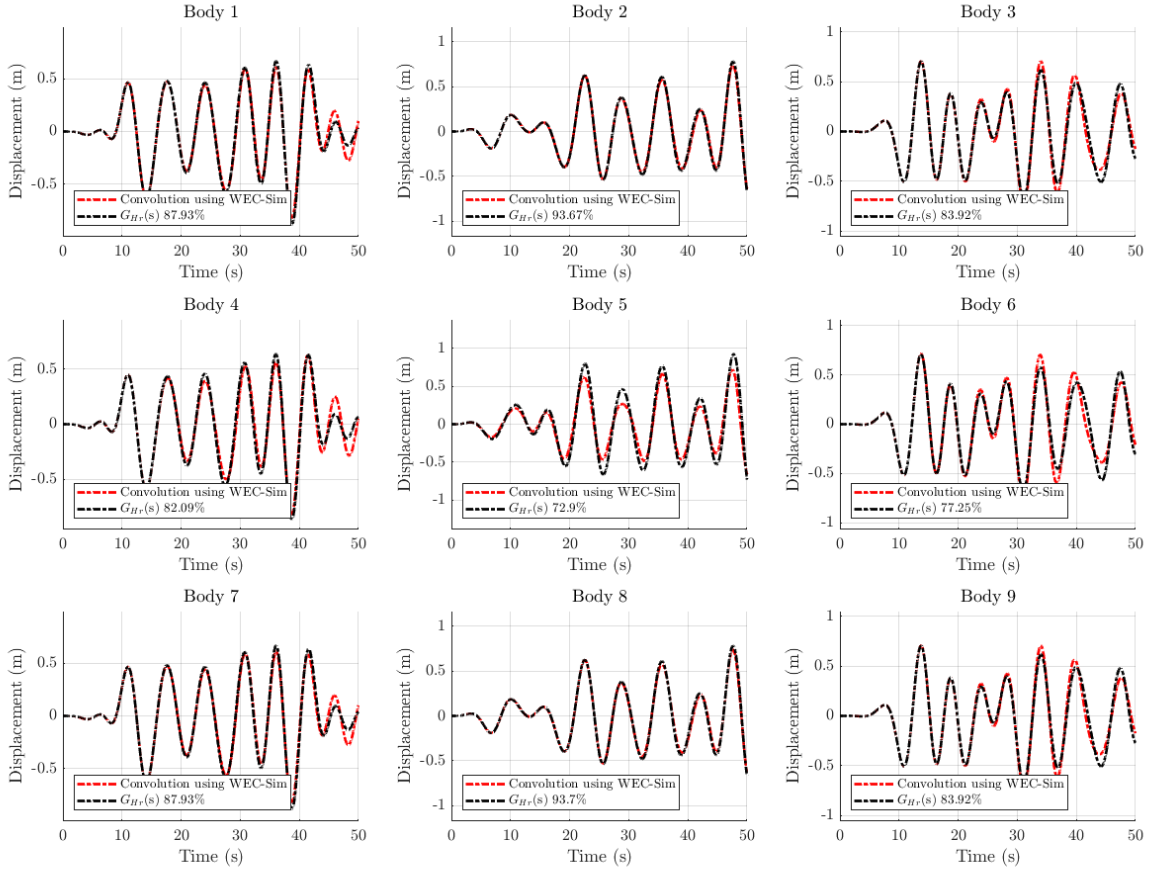 Body 1
Displacement (m)
0.5
0
-0.5
Convolution using WEC-Sim
G_Hr(s) 87.93%
0 10 20 30 40 50
Time (s)
Body 2
Displacement (m)
1
0.5
0
-0.5
-1
Convolution using WEC-Sim
G_Hr(s) 93.67%
0 10 20 30 40 50
Time (s)
Body 3
Displacement (m)
1
0.5
0
-0.5
-1
Convolution using WEC-Sim
G_Hr(s) 83.92%
0 10 20 30 40 50
Time (s)
Body 4
Displacement (m)
0.5
0
-0.5
Convolution using WEC-Sim
G_Hr(s) 82.09%
0 10 20 30 40 50
Time (s)
Body 5
Displacement (m)
1
0.5
0
-0.5
-1
Convolution using WEC-Sim
G_Hr(s) 72.9%
0 10 20 30 40 50
Time (s)
Body 6
Displacement (m)
1
0.5
0
-0.5
-1
Convolution using WEC-Sim
G_Hr(s) 77.25%
0 10 20 30 40 50
Time (s)
Body 7
Displacement (m)
0.5
0
-0.5
Convolution using WEC-Sim
G_Hr(s) 87.93%
0 10 20 30 40 50
Time (s)
Body 8
Displacement (m)
1
0.5
0
-0.5
-1
Convolution using WEC-Sim
G_Hr(s) 93.7%
0 10 20 30 40 50
Time (s)
Body 9
Displacement (m)
1
0.5
0
-0.5
-1
Convolution using WEC-Sim
G_Hr(s) 83.92%
0 10 20 30 40 50
Time (s)